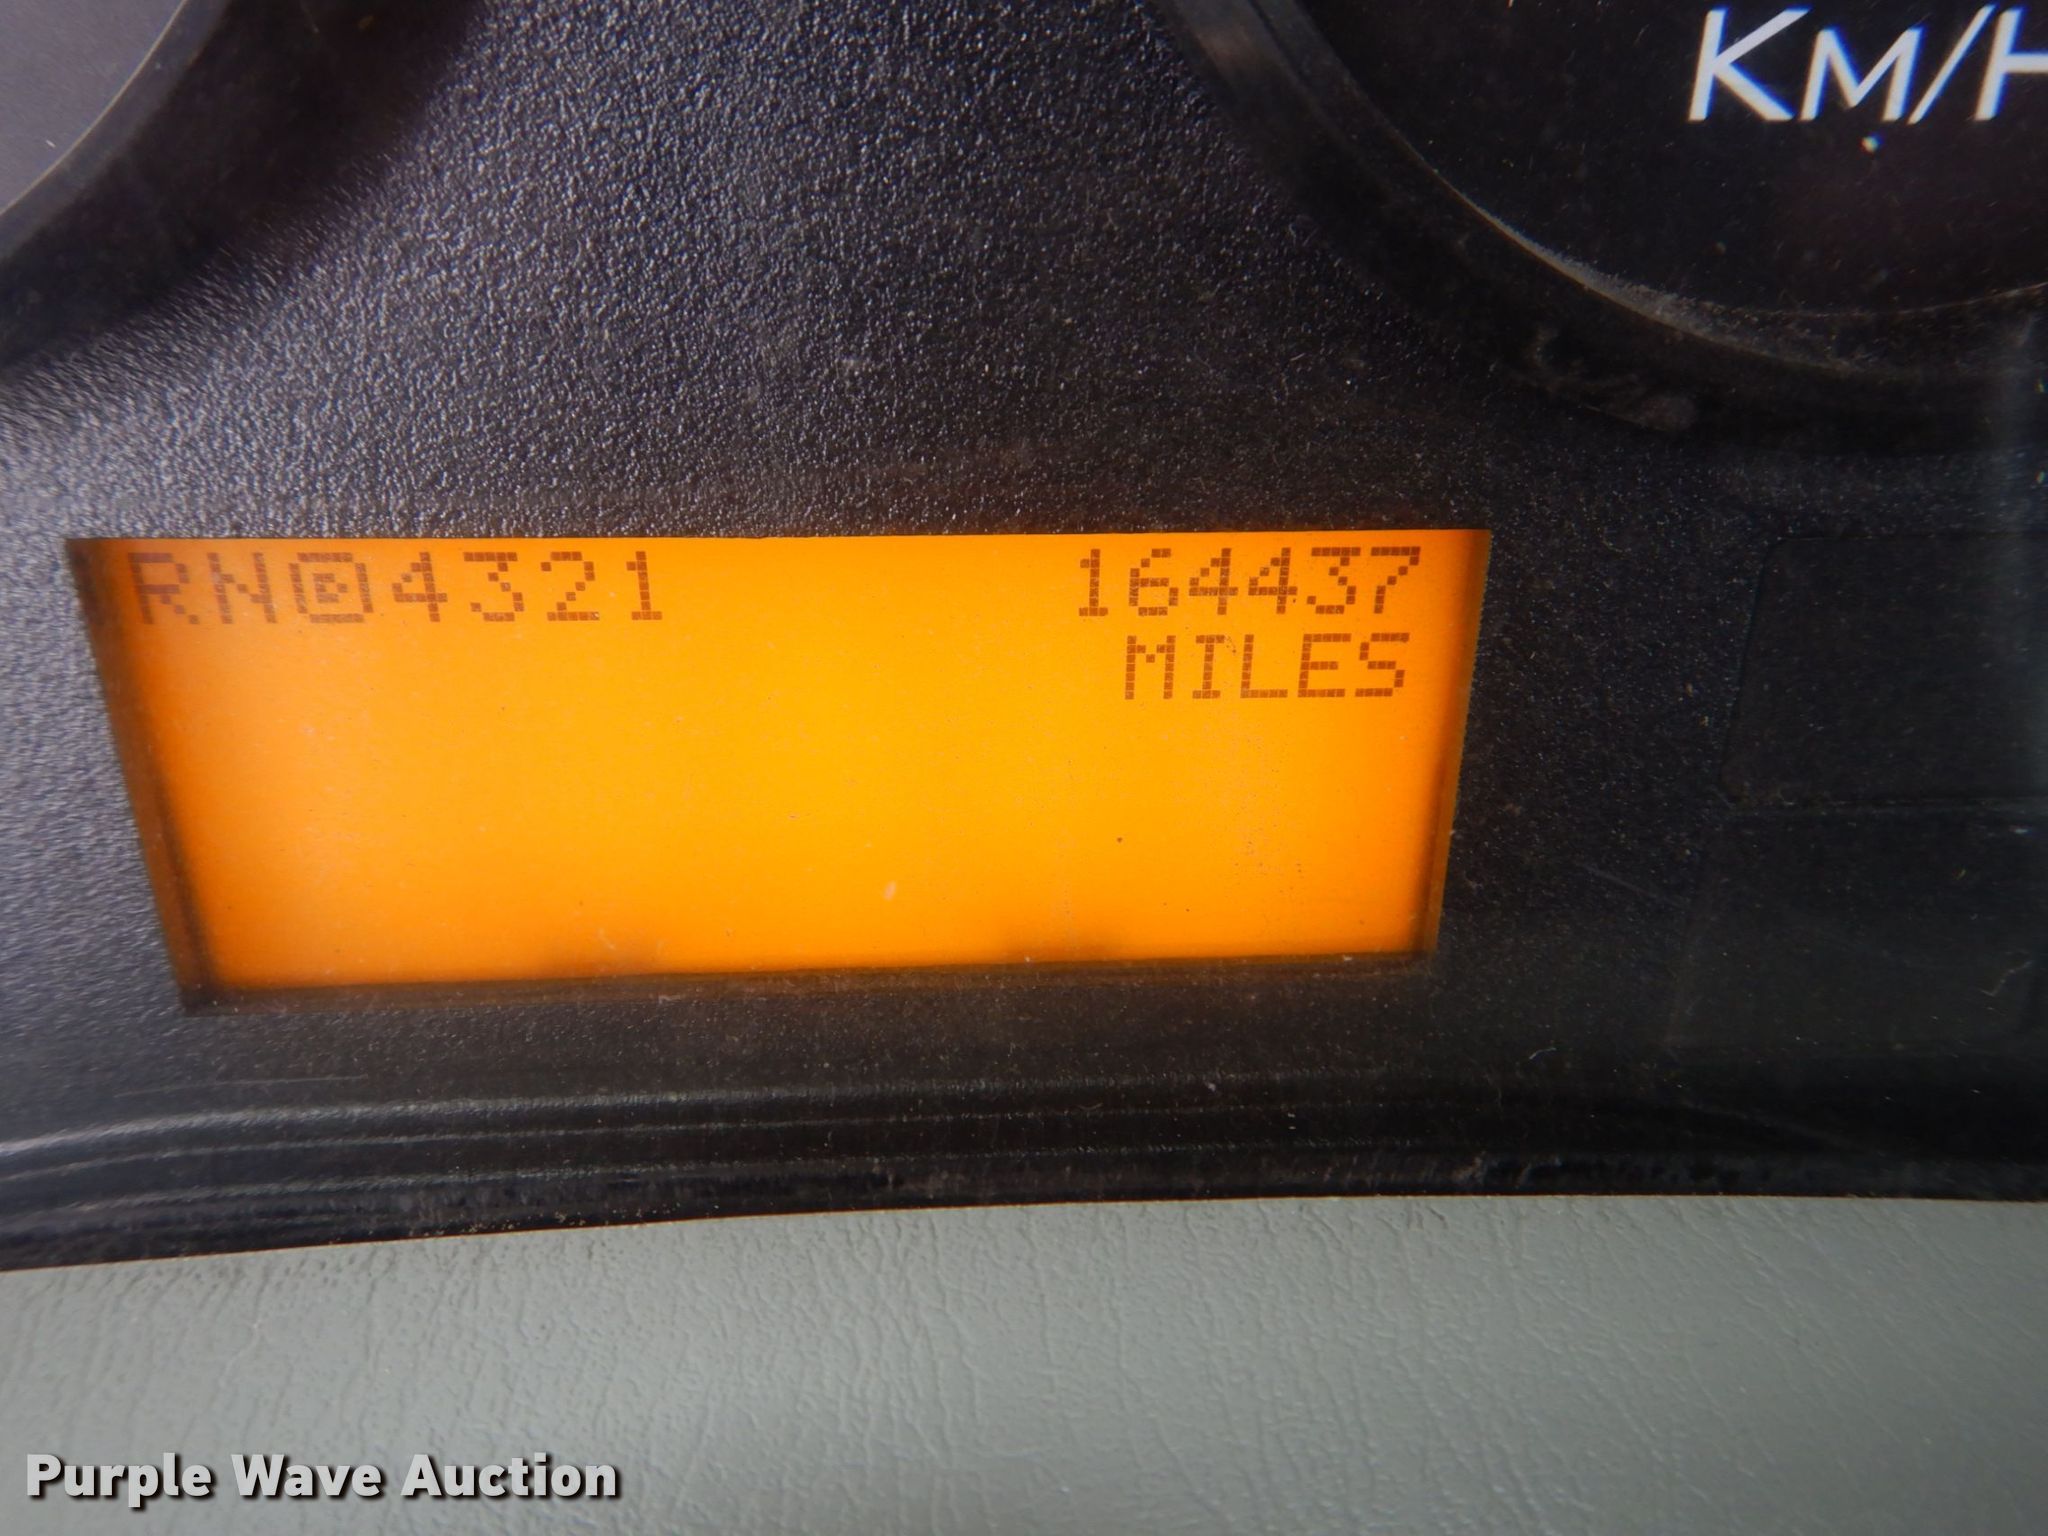 KM/H
RN@4321 164437
MILES
Purple Wave Auction